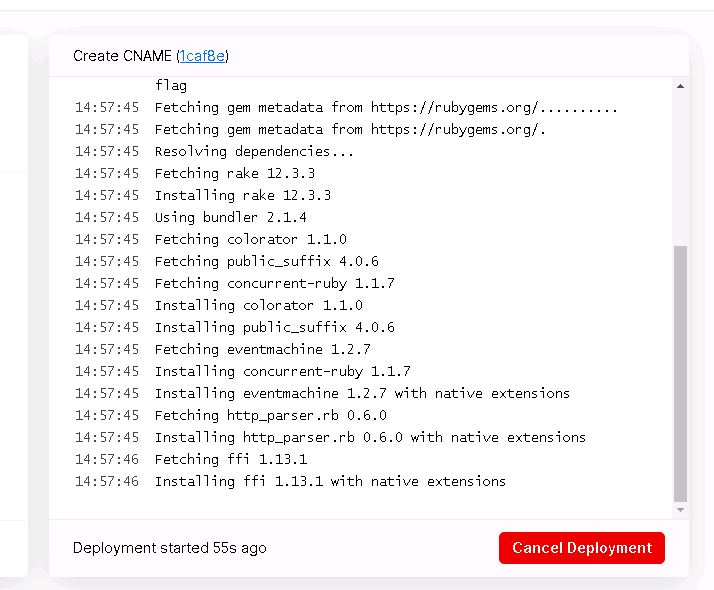 Create CNAME (1caf8e)
flag
14:57:45 Fetching gem metadata from https://rubygems.org/..........
14:57:45 Fetching gem metadata from https://rubygems.org/.
14:57:45 Resolving dependencies...
14:57:45 Fetching rake 12.3.3
14:57:45 Installing rake 12.3.3
14:57:45 Using bundler 2.1.4
14:57:45 Fetching colorator 1.1.0
14:57:45 Fetching public_suffix 4.0.6
14:57:45 Fetching concurrent-ruby 1.1.7
14:57:45 Installing colorator 1.1.0
14:57:45 Installing public_suffix 4.0.6
14:57:45 Fetching eventmachine 1.2.7
14:57:45 Installing concurrent-ruby 1.1.7
14:57:45 Installing eventmachine 1.2.7 with native extensions
14:57:45 Fetching http_parser.rb 0.6.0
14:57:45 Installing http_parser.rb 0.6.0 with native extensions
14:57:46 Fetching ffi 1.13.1
14:57:46 Installing ffi 1.13.1 with native extensions
Deployment started 55s ago
Cancel Deployment